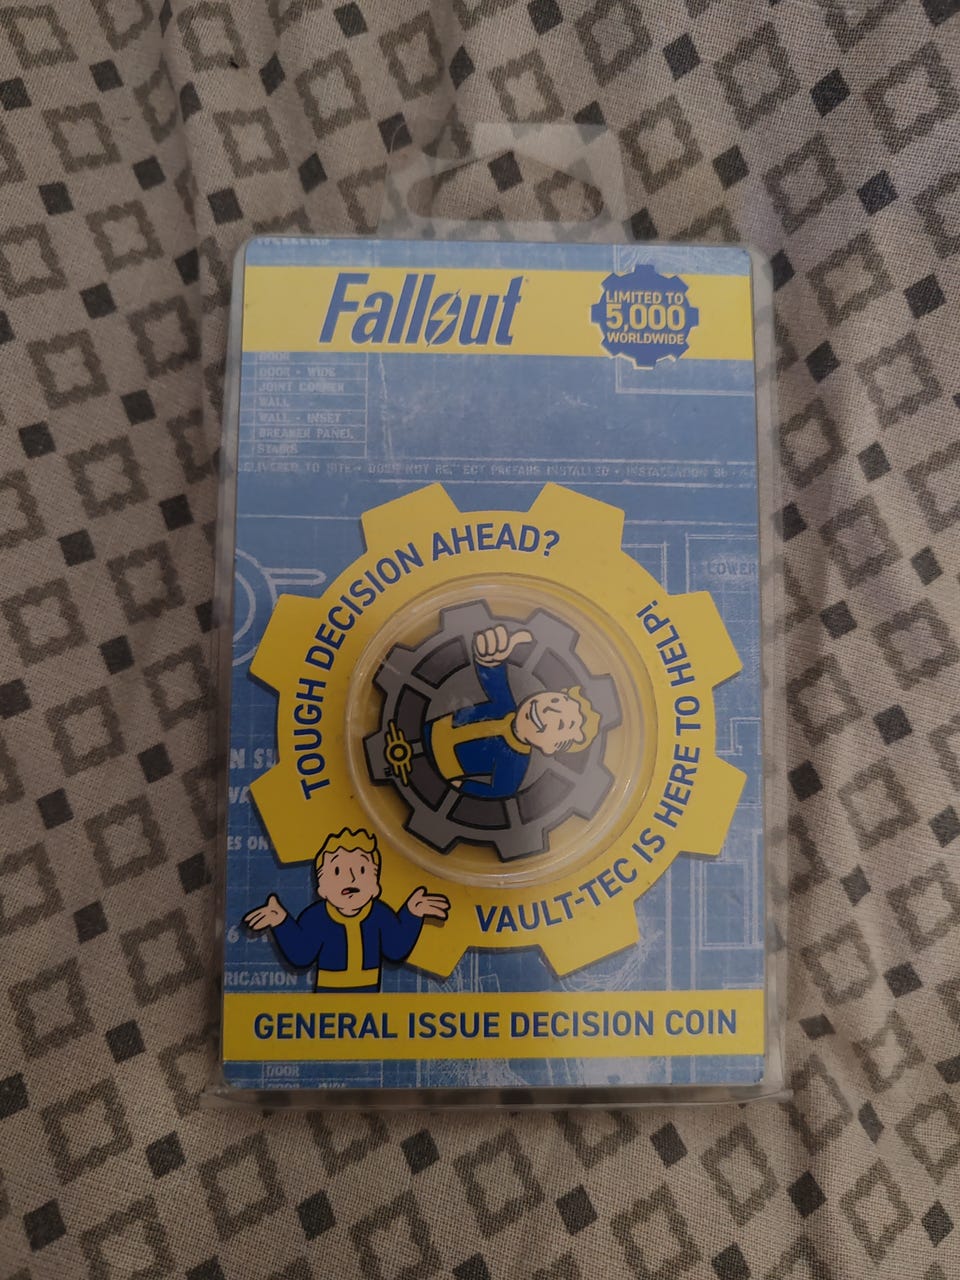 Fallout
LIMITED TO
5,000
WORLDWIDE
DOOR
DOOR - WIDE
JOINT CORNER
WALL
WALL - INSET
BREAKER PANEL
STAIRS
LOWER
TOUGH DECISION AHEAD?
VAULT-TEC IS HERE TO HELP!
GENERAL ISSUE DECISION COIN
DOOR